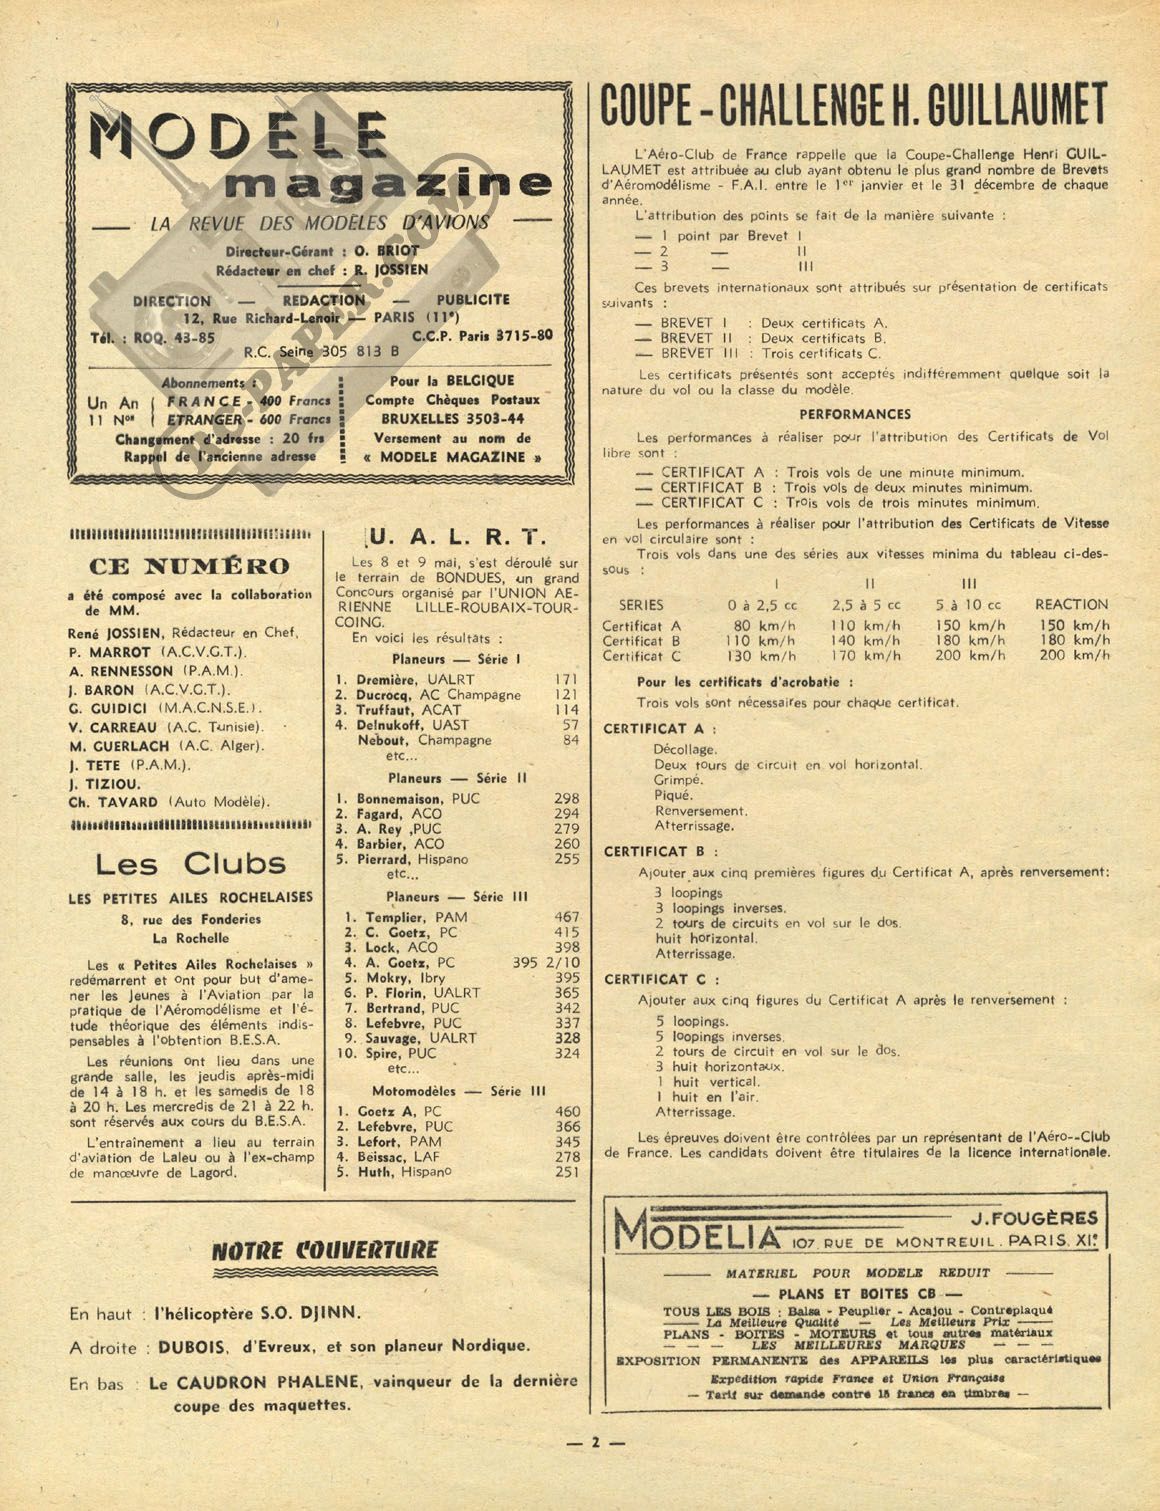 MODÈLE
magazine
LA REVUE DES MODÈLES D'AVIONS
Directeur-Gérant : O. BRIOT
Rédacteur en chef : R. JOSSIEN
DIRECTION — REDACTION — PUBLICITE
12, Rue Richard-Lenoir — PARIS (11e)
Tél. : ROQ. 43-85 C.C.P. Paris 3715-80
R.C. Seine 305 813 B
Abonnements :
Un An FRANCE - 400 Francs
11 Nos ETRANGER - 600 Francs
Changement d'adresse : 20 frs
Rappel de l'ancienne adresse
Pour la BELGIQUE
Compte Chèques Postaux
BRUXELLES 3503-44
Versement au nom de
« MODELE MAGAZINE »
RC-PAPER.COM
CE NUMÉRO
a été composé avec la collaboration
de MM.
René JOSSIEN, Rédacteur en Chef,
P. MARROT (A.C.V.G.T.).
A. RENNESSON (P.A.M.).
J. BARON (A.C.V.G.T.).
G. GUIDICI (M.A.C.N.S.E.).
V. CARREAU (A.C. Tunisie).
M. GUERLACH (A.C. Alger).
J. TETE (P.A.M.).
J. TIZIOU.
Ch. TAVARD (Auto Modèle).
Les Clubs
LES PETITES AILES ROCHELAISES
8, rue des Fonderies
La Rochelle
Les « Petites Ailes Rochelaises »
redémarrent et ont pour but d'ame-
ner les Jeunes à l'Aviation par la
pratique de l'Aéromodélisme et l'é-
tude théorique des éléments indis-
pensables à l'obtention B.E.S.A.
Les réunions ont lieu dans une
grande salle, les jeudis après-midi
de 14 à 18 h. et les samedis de 18
à 20 h. Les mercredis de 21 à 22 h.
sont réservés aux cours du B.E.S.A.
L'entraînement a lieu au terrain
d'aviation de Laleu ou à l'ex-champ
de manœuvre de Lagord.
U. A. L. R. T.
Les 8 et 9 mai, s'est déroulé sur
le terrain de BONDUES, un grand
Concours organisé par l'UNION AE-
RIENNE LILLE-ROUBAIX-TOUR-
COING.
En voici les résultats :
Planeurs — Série I
1. Dremière, UALRT 171
2. Ducrocq, AC Champagne 121
3. Truffaut, ACAT 114
4. Delnukoff, UAST 57
Nebout, Champagne 84
etc...
Planeurs — Série II
1. Bonnemaison, PUC 298
2. Fagard, ACO 294
3. A. Rey ,PUC 279
4. Barbier, ACO 260
5. Pierrard, Hispano 255
etc...
Planeurs — Série III
1. Templier, PAM 467
2. C. Goetz, PC 415
3. Lock, ACO 398
4. A. Goetz, PC 395 2/10
5. Mokry, Ibry 395
6. P. Florin, UALRT 365
7. Bertrand, PUC 342
8. Lefebvre, PUC 337
9. Sauvage, UALRT 328
10. Spire, PUC 324
etc...
Motomodèles — Série III
1. Goetz A, PC 460
2. Lefebvre, PUC 366
3. Lefort, PAM 345
4. Beissac, LAF 278
5. Huth, Hispano 251
NOTRE COUVERTURE
En haut : l'hélicoptère S.O. DJINN.
A droite : DUBOIS, d'Evreux, et son planeur Nordique.
En bas : Le CAUDRON PHALENE, vainqueur de la dernière
coupe des maquettes.
COUPE - CHALLENGE H. GUILLAUMET
L'Aéro-Club de France rappelle que la Coupe-Challenge Henri GUIL-
LAUMET est attribuée au club ayant obtenu le plus grand nombre de Brevets
d'Aéromodélisme - F.A.I. entre le 1er janvier et le 31 décembre de chaque
année.
L'attribution des points se fait de la manière suivante :
— 1 point par Brevet I
— 2 — II
— 3 — III
Ces brevets internationaux sont attribués sur présentation de certificats
suivants :
— BREVET I : Deux certificats A.
— BREVET II : Deux certificats B.
— BREVET III : Trois certificats C.
Les certificats présentés sont acceptés indifféremment quelque soit la
nature du vol ou la classe du modèle.
PERFORMANCES
Les performances à réaliser pour l'attribution des Certificats de Vol
libre sont :
— CERTIFICAT A : Trois vols de une minute minimum.
— CERTIFICAT B : Trois vols de deux minutes minimum.
— CERTIFICAT C : Trois vols de trois minutes minimum.
Les performances à réaliser pour l'attribution des Certificats de Vitesse
en vol circulaire sont :
Trois vols dans une des séries aux vitesses minima du tableau ci-des-
sous :
I II III
SERIES 0 à 2,5 cc 2,5 à 5 cc 5 à 10 cc REACTION
Certificat A 80 km/h 110 km/h 150 km/h 150 km/h
Certificat B 110 km/h 140 km/h 180 km/h 180 km/h
Certificat C 130 km/h 170 km/h 200 km/h 200 km/h
Pour les certificats d'acrobatie :
Trois vols sont nécessaires pour chaque certificat.
CERTIFICAT A :
Décollage.
Deux tours de circuit en vol horizontal.
Grimpé.
Piqué.
Renversement.
Atterrissage.
CERTIFICAT B :
Ajouter aux cinq premières figures du Certificat A, après renversement:
3 loopings
3 loopings inverses.
2 tours de circuits en vol sur le dos.
huit horizontal.
Atterrissage.
CERTIFICAT C :
Ajouter aux cinq figures du Certificat A après le renversement :
5 loopings.
5 loopings inverses.
2 tours de circuit en vol sur le dos.
3 huit horizontaux.
1 huit vertical.
1 huit en l'air.
Atterrissage.
Les épreuves doivent être contrôlées par un représentant de l'Aéro--Club
de France. Les candidats doivent être titulaires de la licence internationale.
MODELIA J. FOUGÈRES
107, RUE DE MONTREUIL . PARIS . XIe
MATERIEL POUR MODELE REDUIT
— PLANS ET BOITES CB —
TOUS LES BOIS : Balsa - Peuplier - Acajou - Contreplaqué
La Meilleure Qualité — Les Meilleurs Prix
PLANS - BOITES - MOTEURS et tous autres matériaux
— — — LES MEILLEURES MARQUES — — —
EXPOSITION PERMANENTE des APPAREILS les plus caractéristiques
Expédition rapide France et Union Française
— Tarif sur demande contre 15 francs en timbres —
— 2 —